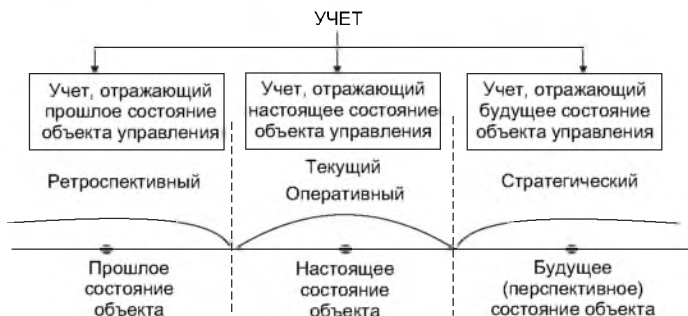 УЧЕТ
Учет, отражающий
прошлое состояние
объекта управления
Учет, отражающий
настоящее состояние
объекта управления
Учет, отражающий
будущее состояние
объекта управления
Ретроспективный
Текущий
Оперативный
Стратегический
Прошлое
состояние
объекта
Настоящее
состояние
объекта
Будущее
(перспективное)
состояние объекта